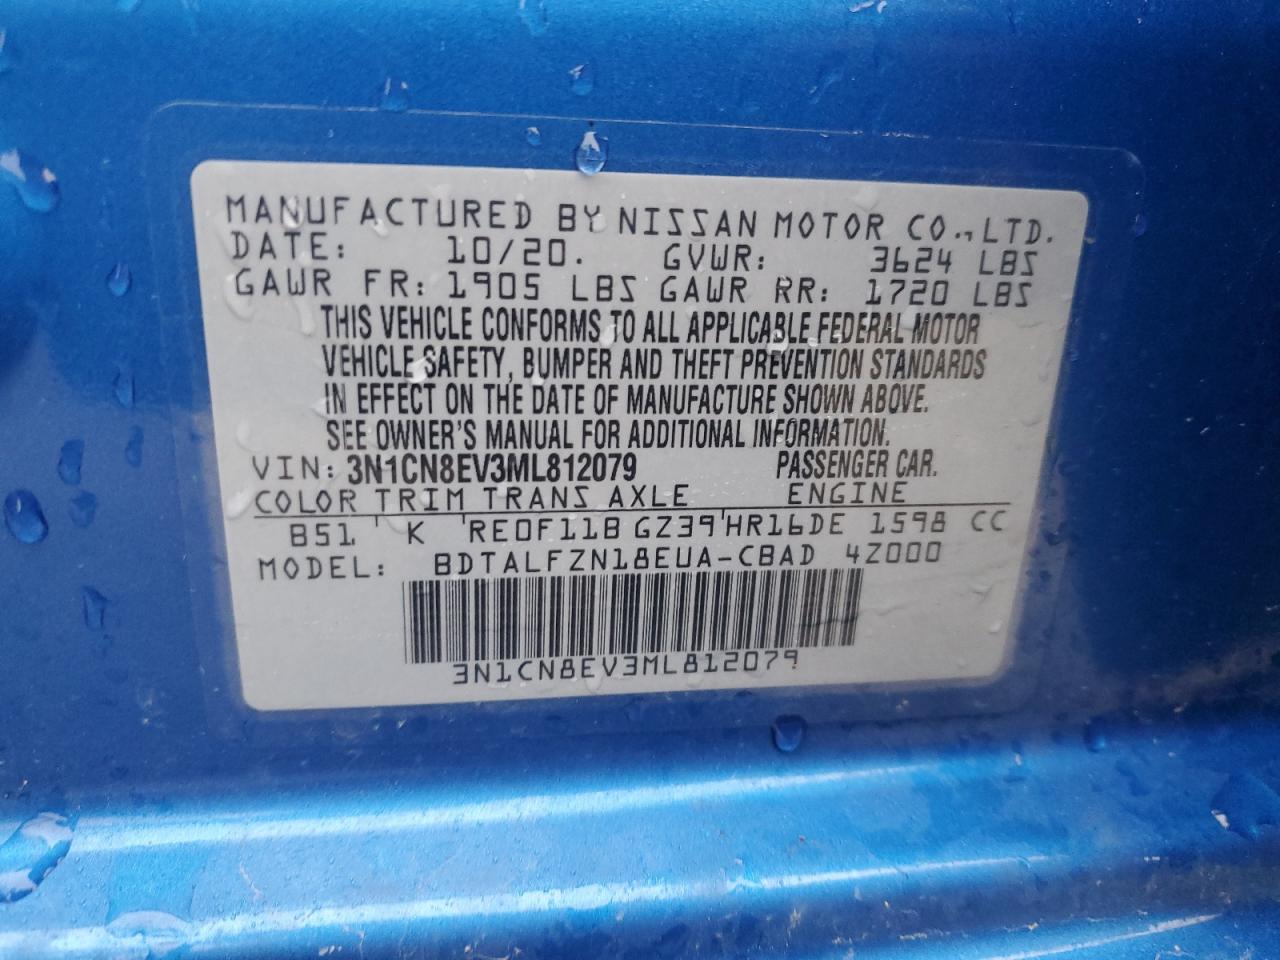 MANUFACTURED BY NISSAN MOTOR CO., LTD.
DATE: 10/20. GVWR: 3624 LBS
GAWR FR: 1905 LBS GAWR RR: 1720 LBS
THIS VEHICLE CONFORMS TO ALL APPLICABLE FEDERAL MOTOR
VEHICLE SAFETY, BUMPER AND THEFT PREVENTION STANDARDS
IN EFFECT ON THE DATE OF MANUFACTURE SHOWN ABOVE.
SEE OWNER'S MANUAL FOR ADDITIONAL INFORMATION.
VIN: 3N1CN8EV3ML812079 PASSENGER CAR.
COLOR TRIM TRANS AXLE ENGINE
B51 ' K 'RE0F11B GZ39'HR16DE 1598 CC
MODEL: BDTALFZN18EUA-CBAD 4Z000
3N1CN8EV3ML812079